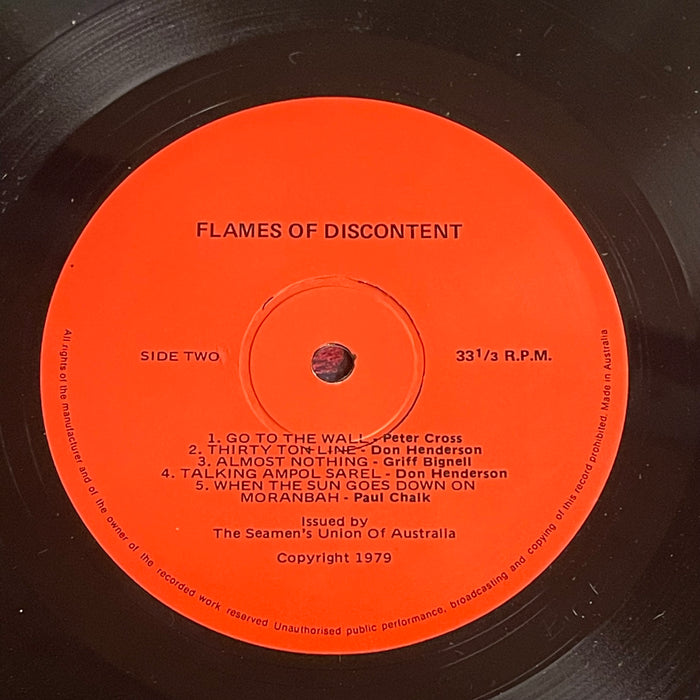 FLAMES OF DISCONTENT
SIDE TWO
33 1/3 R.P.M.
1. GO TO THE WALL - Peter Cross
2. THIRTY TON LINE - Don Henderson
3. ALMOST NOTHING - Griff Bignell
4. TALKING AMPOL SAREL - Don Henderson
5. WHEN THE SUN GOES DOWN ON
MORANBAH - Paul Chalk
Issued by
The Seamen's Union Of Australia
Copyright 1979
All rights of the manufacturer and of the owner of the recorded work reserved Unauthorised public performance, broadcasting and copying of this record prohibited. Made in Australia